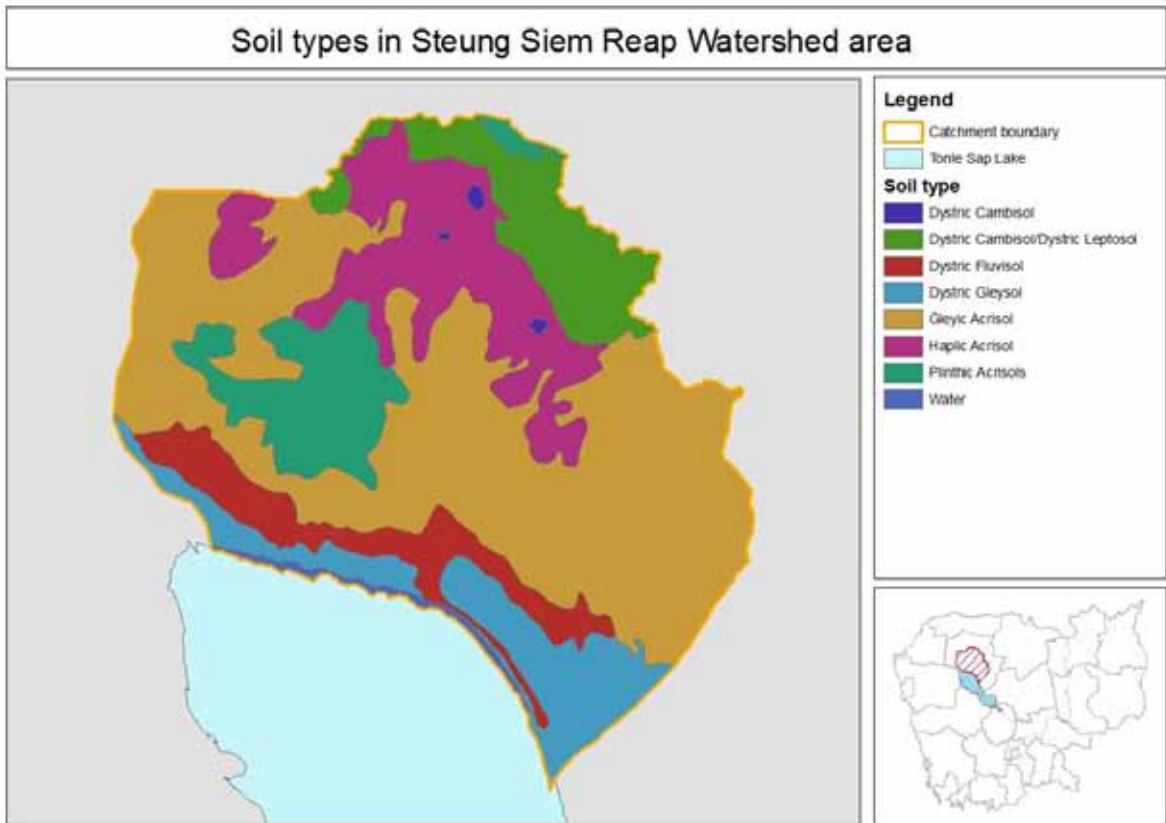 Soil types in Steung Siem Reap Watershed area
Legend
Catchment boundary
Tonle Sap Lake
Soil type
Dystric Cambisol
Dystric Cambisol/Dystric Leptosol
Dystric Fluvisol
Dystric Gleysol
Gleyic Acrisol
Haplic Acrisol
Plinthic Acrisols
Water